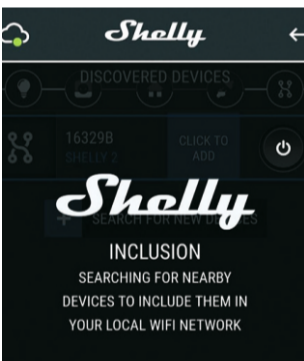 Shelly
DISCOVERED DEVICES
16329B
SHELLY 2
CLICK TO
ADD
Shelly
SEARCH FOR NEW DEVICES
INCLUSION
SEARCHING FOR NEARBY
DEVICES TO INCLUDE THEM IN
YOUR LOCAL WIFI NETWORK